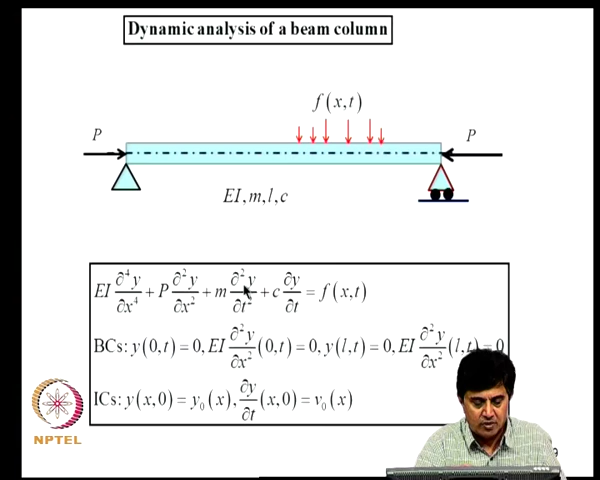 Dynamic analysis of a beam column
f(x,t)
P
P
EI,m,l,c
EI ∂⁴y/∂x⁴ + P ∂²y/∂x² + m ∂²y/∂t² + c ∂y/∂t = f(x,t)
BCs: y(0,t) = 0, EI ∂²y/∂x² (0,t) = 0, y(l,t) = 0, EI ∂²y/∂x² (l,t) = 0
ICs: y(x,0) = y₀(x), ∂y/∂t (x,0) = v₀(x)
NPTEL